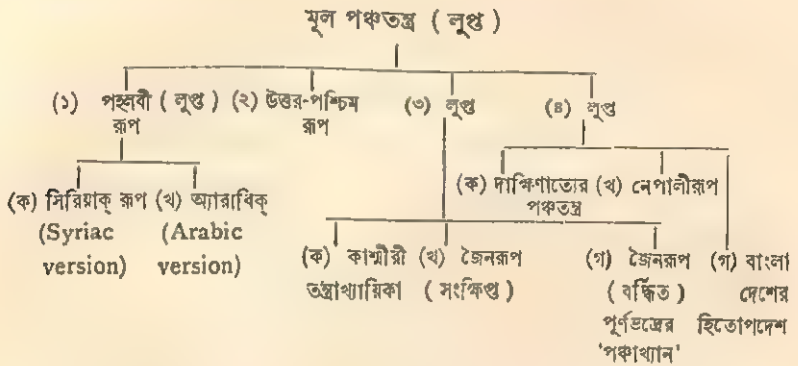 মূল পঞ্চতন্ত্র ( লুপ্ত )
(১) পহ্লবী ( লুপ্ত ) (২) উত্তর-পশ্চিম (৩) লুপ্ত (৪) লুপ্ত
রূপ রূপ
(ক) দাক্ষিণাত্যের (খ) নেপালীরূপ
পঞ্চতন্ত্র
(ক) সিরিয়াক্ রূপ (খ) অ্যারাবিক্
(Syriac (Arabic
version) version)
(ক) কাশ্মীরী (খ) জৈনরূপ (গ) জৈনরূপ (গ) বাংলা
তন্ত্রাখ্যায়িকা ( সংক্ষিপ্ত ) ( বর্দ্ধিত ) দেশের
পূর্ণভদ্রের হিতোপদেশ
'পঞ্চাখ্যান'